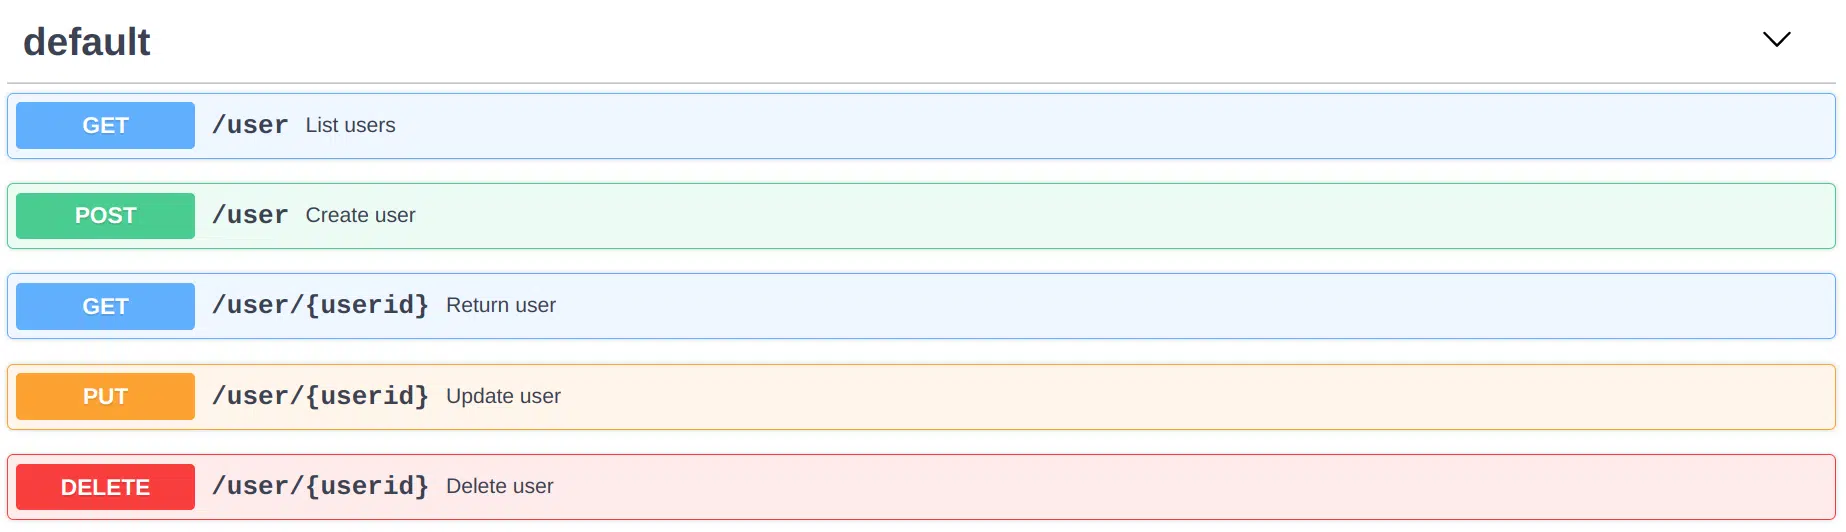 default
GET /user List users
POST /user Create user
GET /user/{userid} Return user
PUT /user/{userid} Update user
DELETE /user/{userid} Delete user